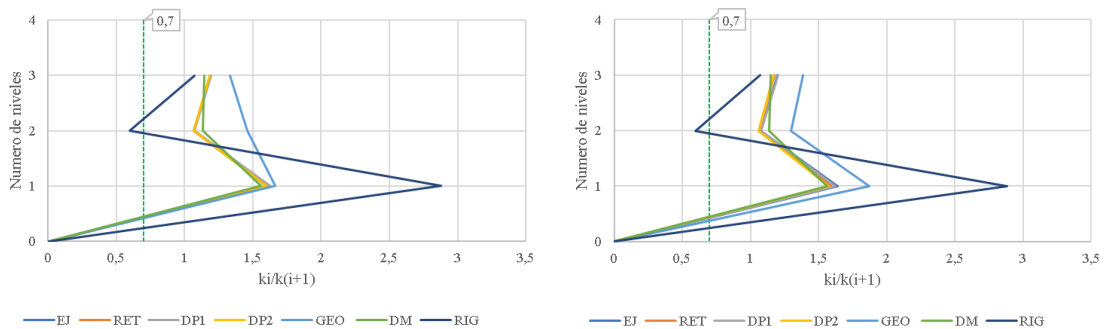 4
0,7
3
2
1
0
Numero de niveles
0 0,5 1 1,5 2 2,5 3 3,5
ki/k(i+1)
EJ RET DP1 DP2 GEO DM RIG
4
0,7
3
2
1
0
Numero de niveles
0 0,5 1 1,5 2 2,5 3 3,5
ki/k(i+1)
EJ RET DP1 DP2 GEO DM RIG